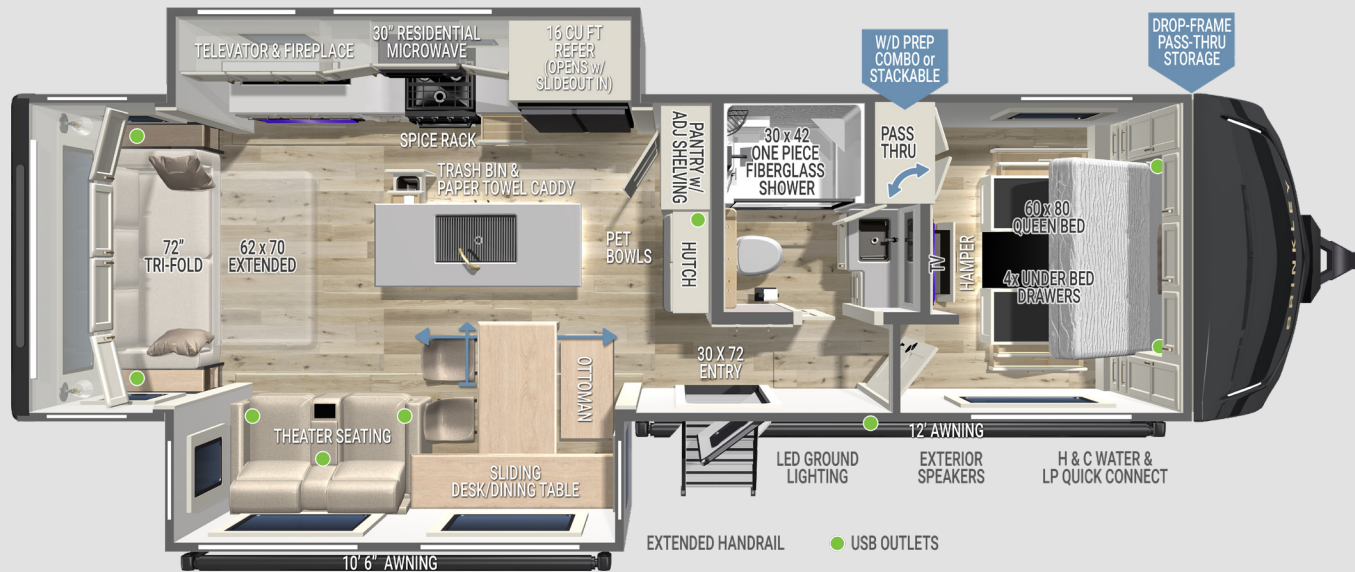 DROP-FRAME
PASS-THRU
STORAGE
W/D PREP
COMBO or
STACKABLE
TELEVATOR & FIREPLACE
30" RESIDENTIAL
MICROWAVE
16 CU FT
REFER
(OPENS w/
SLIDEOUT IN)
SPICE RACK
TRASH BIN &
PAPER TOWEL CADDY
PANTRY w/
ADJ SHELVING
30 x 42
ONE PIECE
FIBERGLASS
SHOWER
PASS
THRU
72"
TRI-FOLD
62 x 70
EXTENDED
PET
BOWLS
HUTCH
TV
HAMPER
60 x 80
QUEEN BED
4x UNDER BED
DRAWERS
BRINKLEY
OTTOMAN
30 X 72
ENTRY
THEATER SEATING
SLIDING
DESK/DINING TABLE
12' AWNING
LED GROUND
LIGHTING
EXTERIOR
SPEAKERS
H & C WATER &
LP QUICK CONNECT
EXTENDED HANDRAIL
USB OUTLETS
10' 6" AWNING